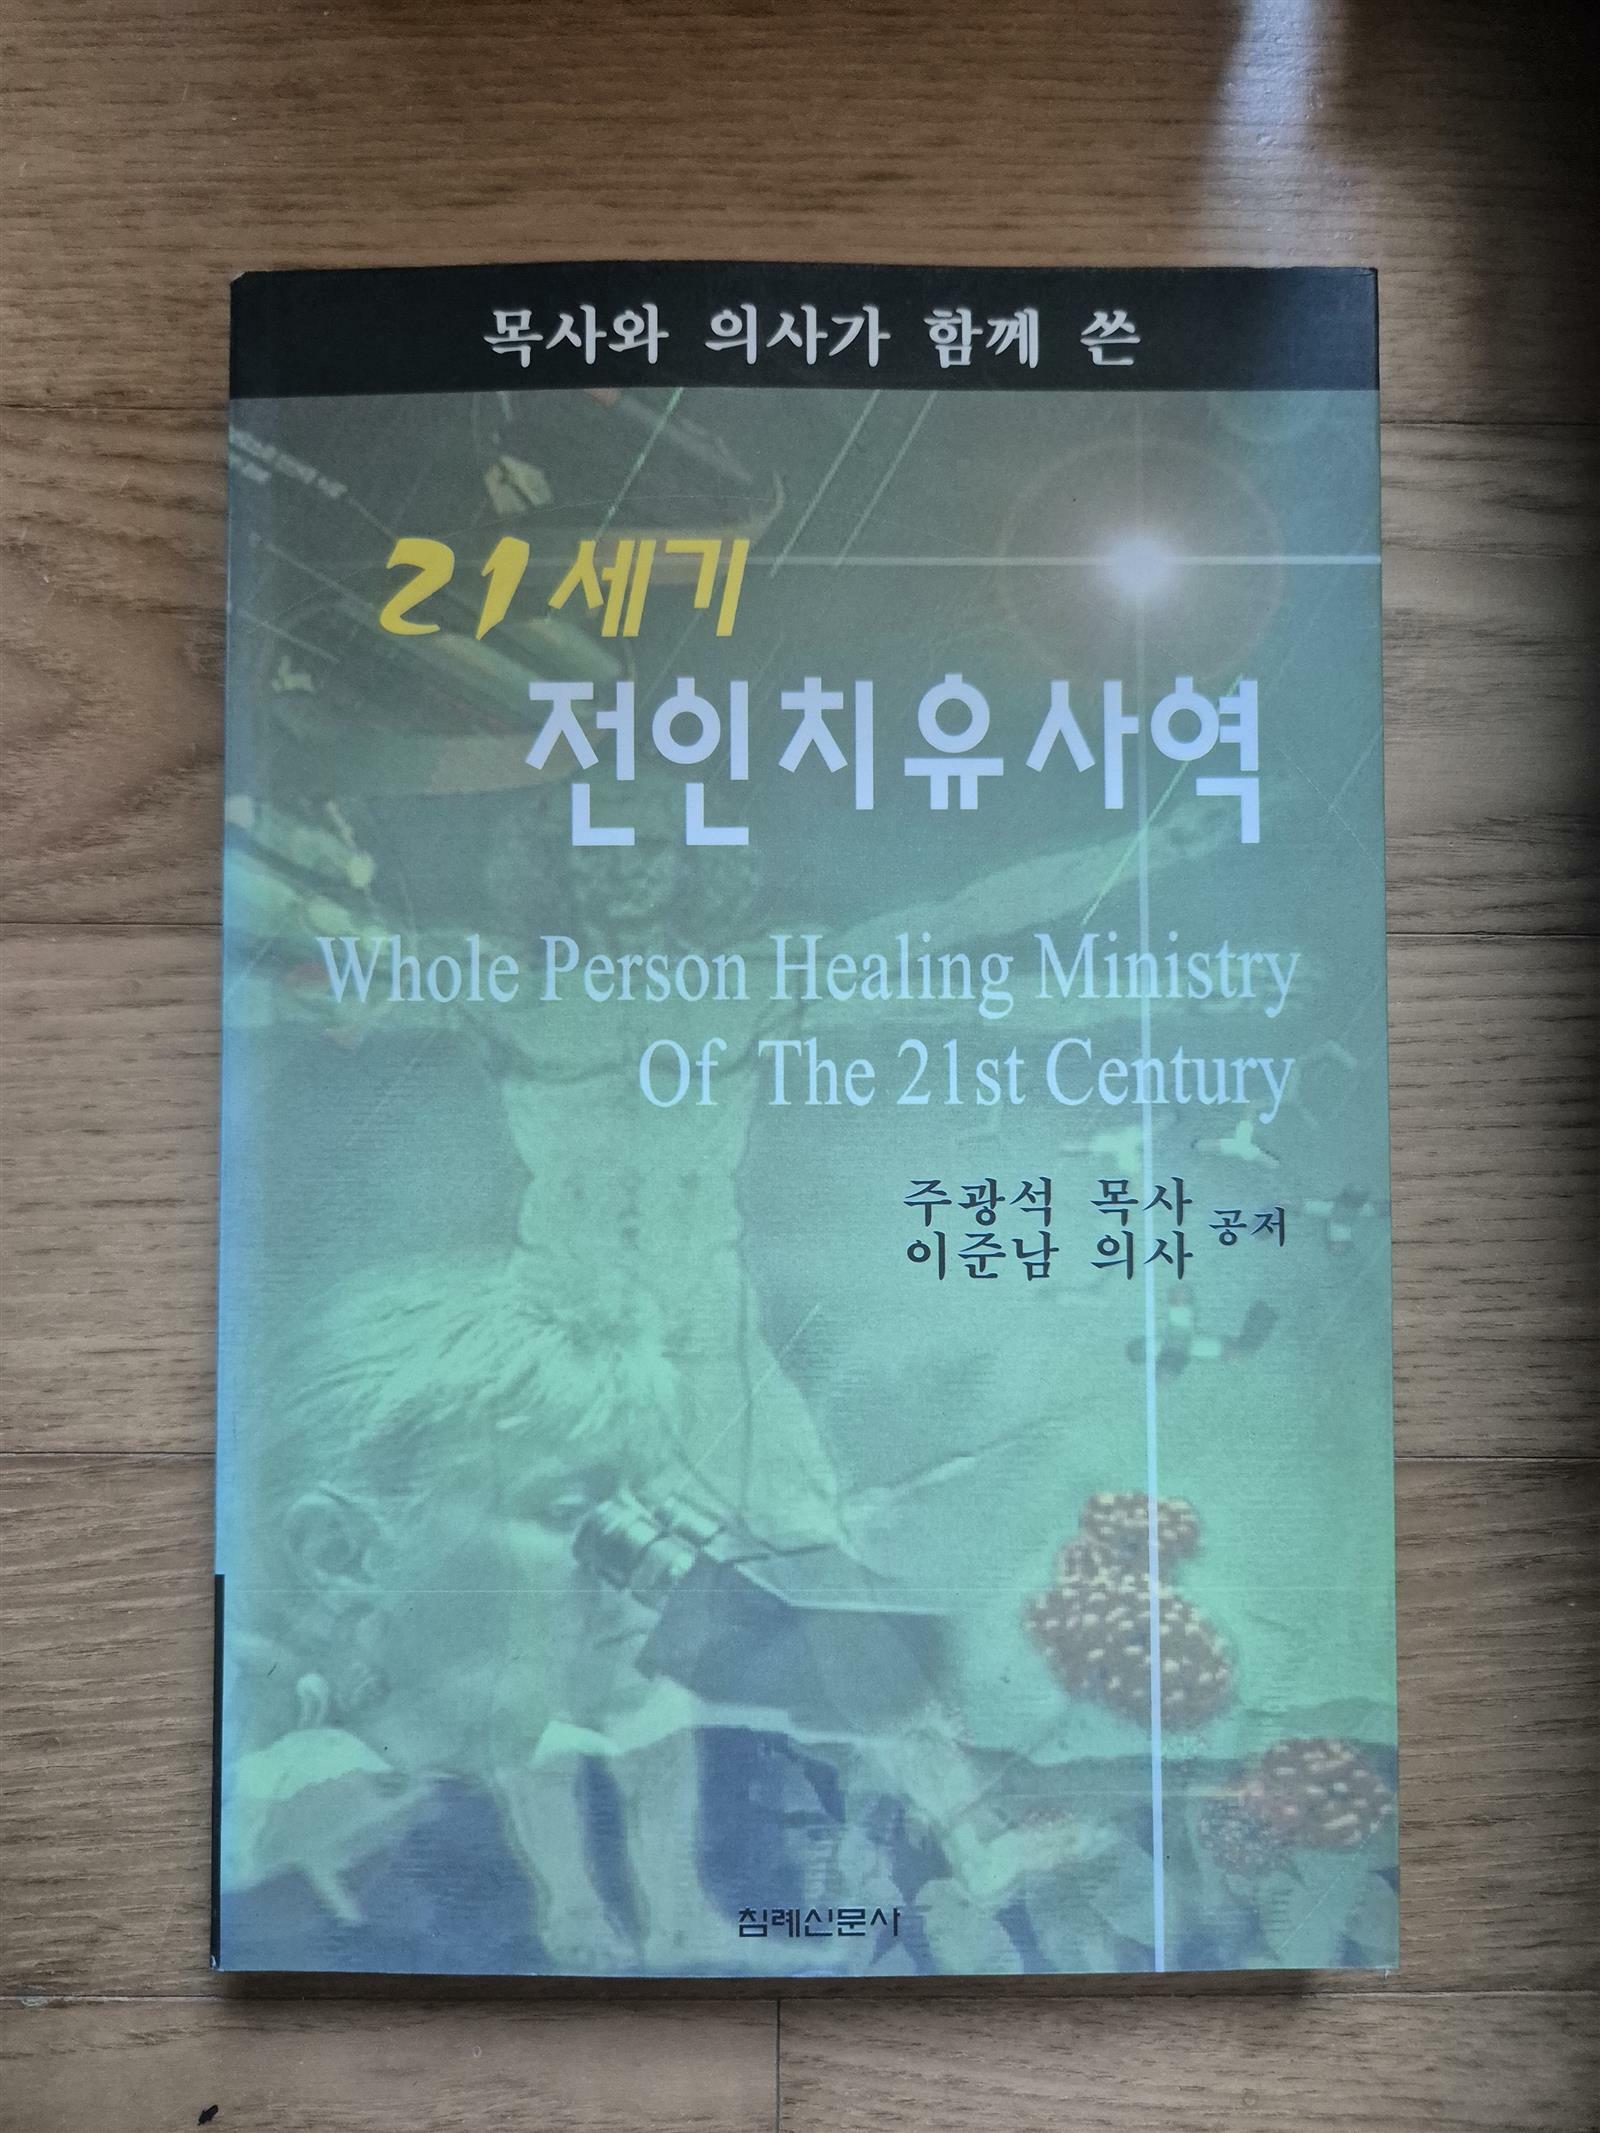 목사와 의사가 함께 쓴
21세기
전인치유사역
Whole Person Healing Ministry
Of The 21st Century
주광석 목사
이준남 의사
공저
침례신문사